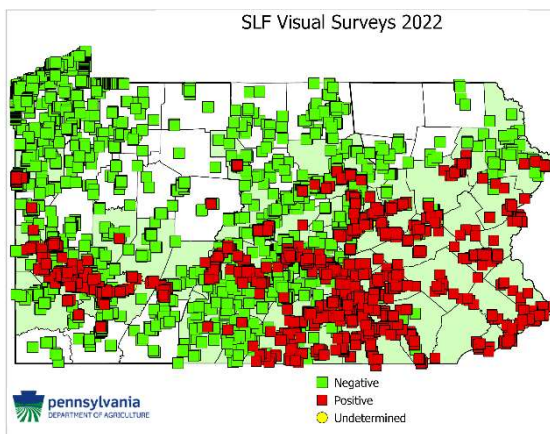 SLF Visual Surveys 2022
Negative
Positive
Undetermined
pennsylvania
DEPARTMENT OF AGRICULTURE